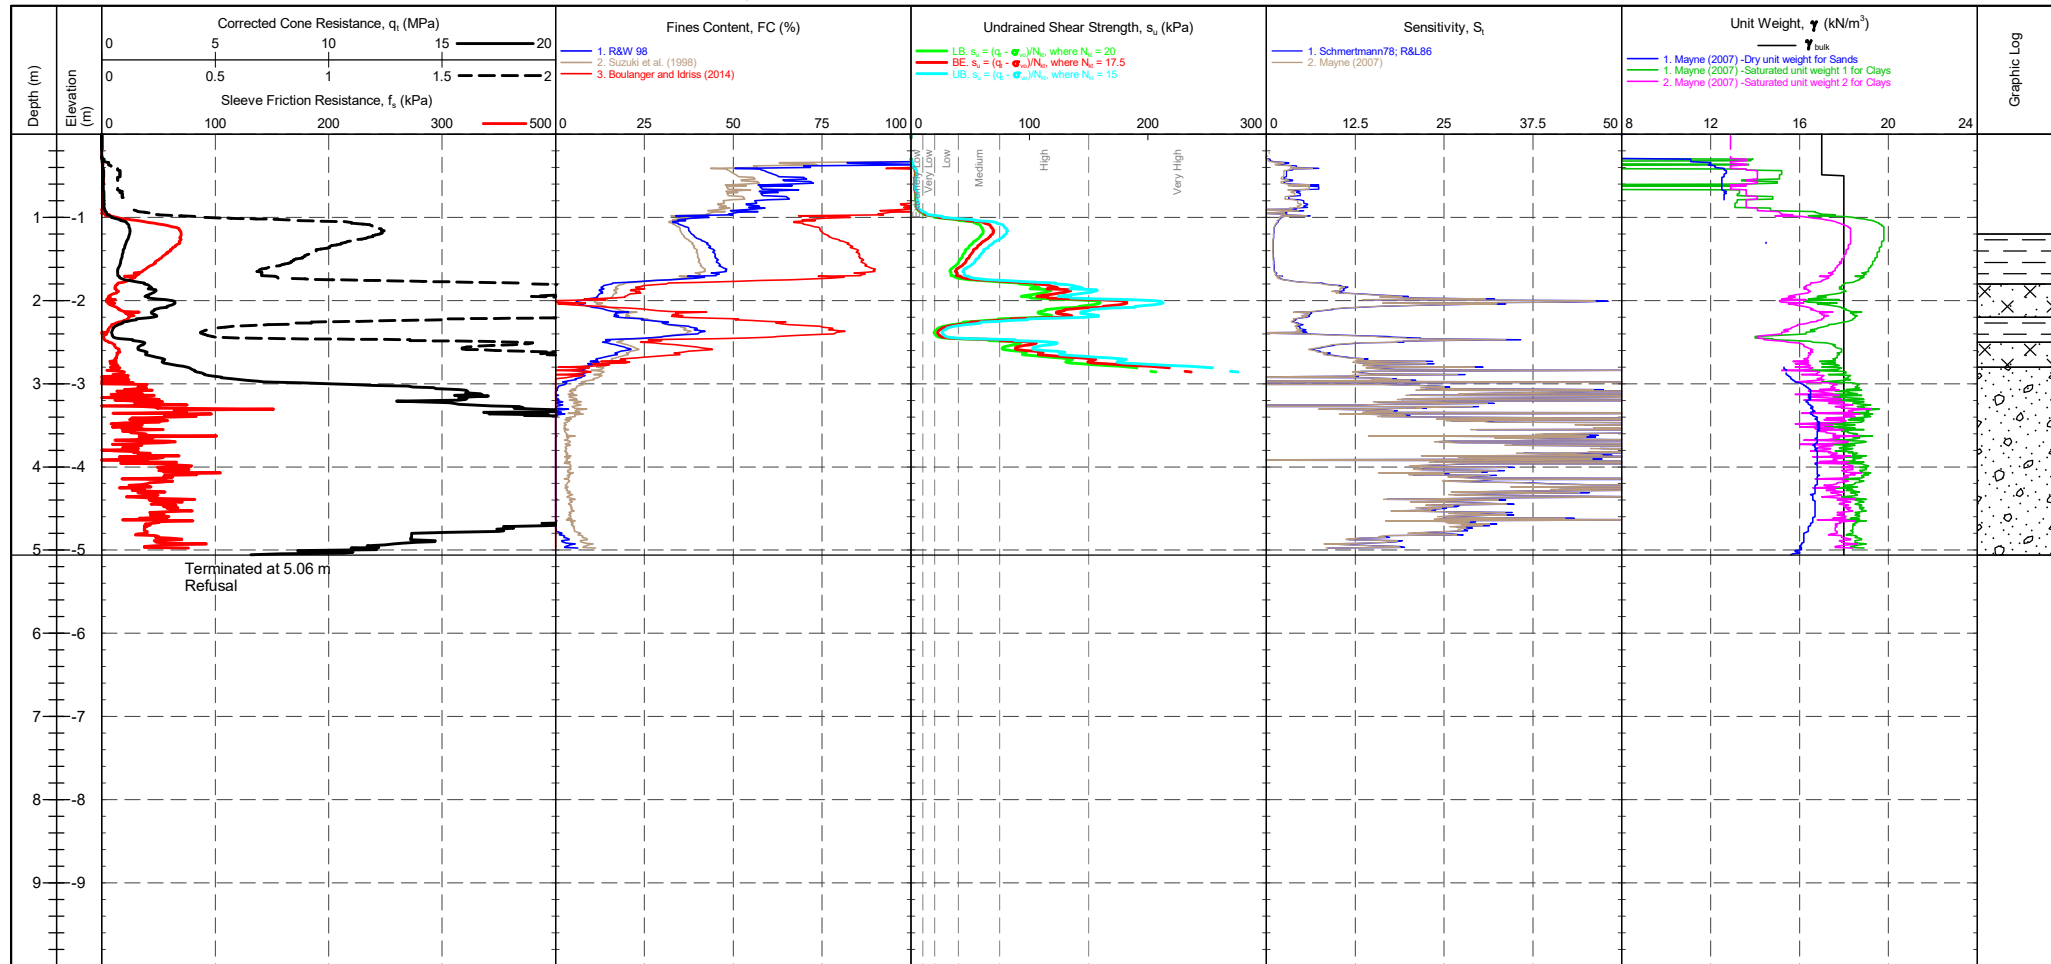 Depth (m)
Elevation (m)
Corrected Cone Resistance, qt (MPa)
0 5 10 15 20
0 0.5 1 1.5 2
Sleeve Friction Resistance, fs (kPa)
0 100 200 300 500
Fines Content, FC (%)
1. R&W 98
2. Suzuki et al. (1998)
3. Boulanger and Idriss (2014)
0 25 50 75 100
Undrained Shear Strength, su (kPa)
LB. su = (qt - σvo)/Nkt, where Nkt = 20
BE. su = (qt - σvo)/Nkt, where Nkt = 17.5
UB. su = (qt - σvo)/Nkt, where Nkt = 15
0 100 200 300
Very Low
Low
Medium
High
Very High
Sensitivity, St
1. Schmertmann78; R&L86
2. Mayne (2007)
0 12.5 25 37.5 50
Unit Weight, γ (kN/m³)
γbulk
1. Mayne (2007) -Dry unit weight for Sands
1. Mayne (2007) -Saturated unit weight 1 for Clays
2. Mayne (2007) -Saturated unit weight 2 for Clays
8 12 16 20 24
Graphic Log
1 -1
2 -2
3 -3
4 -4
5 -5
Terminated at 5.06 m
Refusal
6 -6
7 -7
8 -8
9 -9